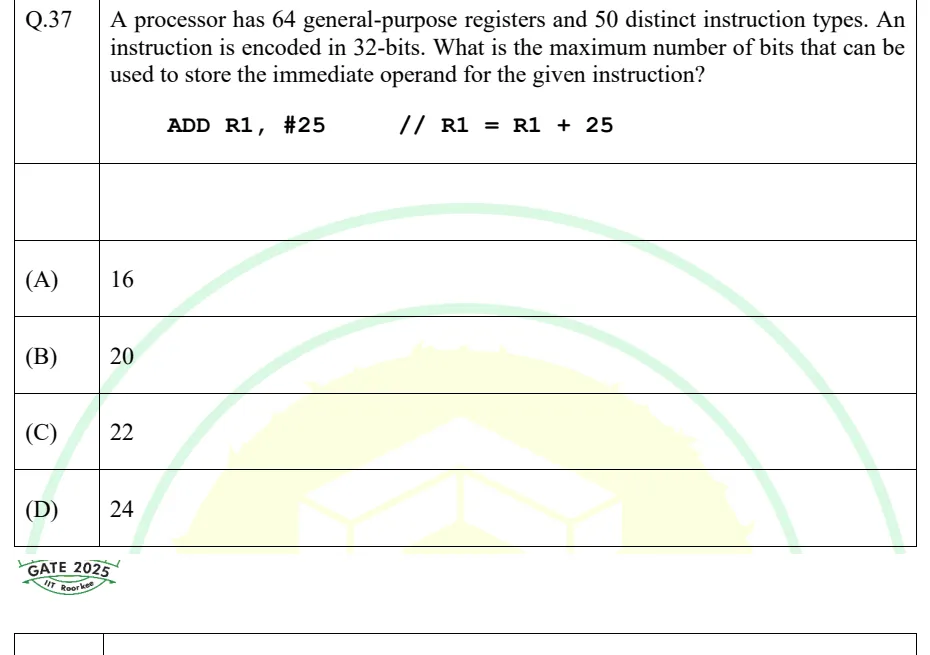 Q.37
A processor has 64 general-purpose registers and 50 distinct instruction types. An
instruction is encoded in 32-bits. What is the maximum number of bits that can be
used to store the immediate operand for the given instruction?
ADD R1, #25 // R1 = R1 + 25
(A) 16
(B) 20
(C) 22
(D) 24
GATE 2025
IIT Roorkee